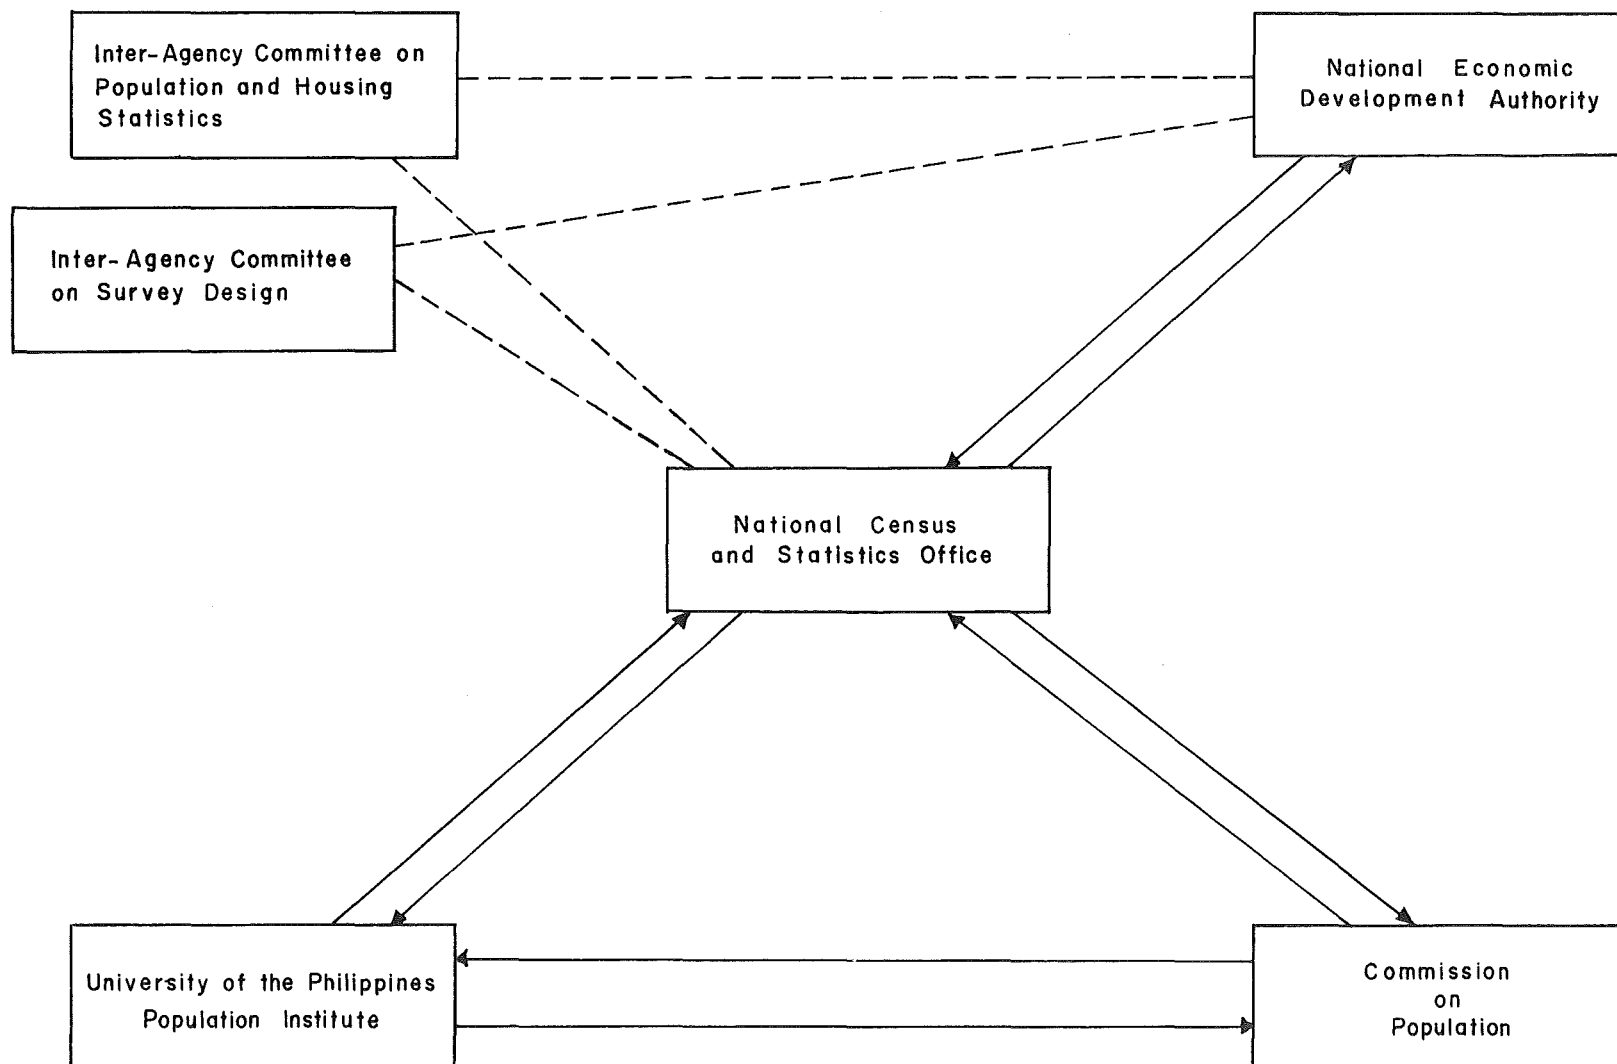 Inter-Agency Committee on
Population and Housing
Statistics
National Economic
Development Authority
Inter-Agency Committee
on Survey Design
National Census
and Statistics Office
University of the Philippines
Population Institute
Commission
on
Population